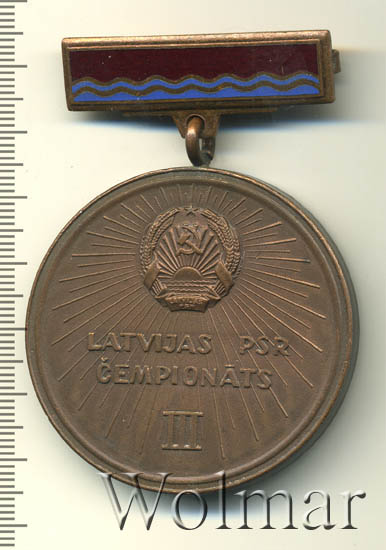 LATVIJAS PSR
ČEMPIONĀTS
III
Wolmar